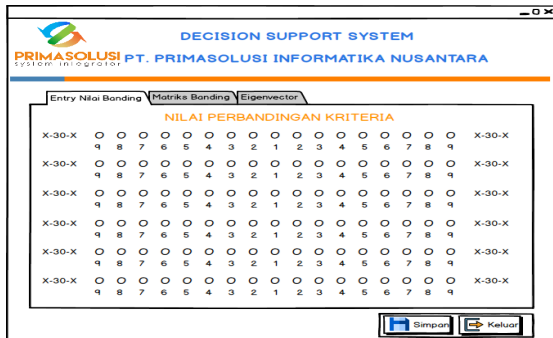 DECISION SUPPORT SYSTEM
PRIMASOLUSI
system integrator
PT. PRIMASOLUSI INFORMATIKA NUSANTARA
Entry Nilai Banding Matriks Banding Eigenvector
NILAI PERBANDINGAN KRITERIA
X-30-X O O O O O O O O O O O O O O O O O X-30-X
9 8 7 6 5 4 3 2 1 2 3 4 5 6 7 8 9
X-30-X O O O O O O O O O O O O O O O O O X-30-X
9 8 7 6 5 4 3 2 1 2 3 4 5 6 7 8 9
X-30-X O O O O O O O O O O O O O O O O O X-30-X
9 8 7 6 5 4 3 2 1 2 3 4 5 6 7 8 9
X-30-X O O O O O O O O O O O O O O O O O X-30-X
9 8 7 6 5 4 3 2 1 2 3 4 5 6 7 8 9
X-30-X O O O O O O O O O O O O O O O O O X-30-X
9 8 7 6 5 4 3 2 1 2 3 4 5 6 7 8 9
X-30-X O O O O O O O O O O O O O O O O O X-30-X
9 8 7 6 5 4 3 2 1 2 3 4 5 6 7 8 9
Simpan Keluar